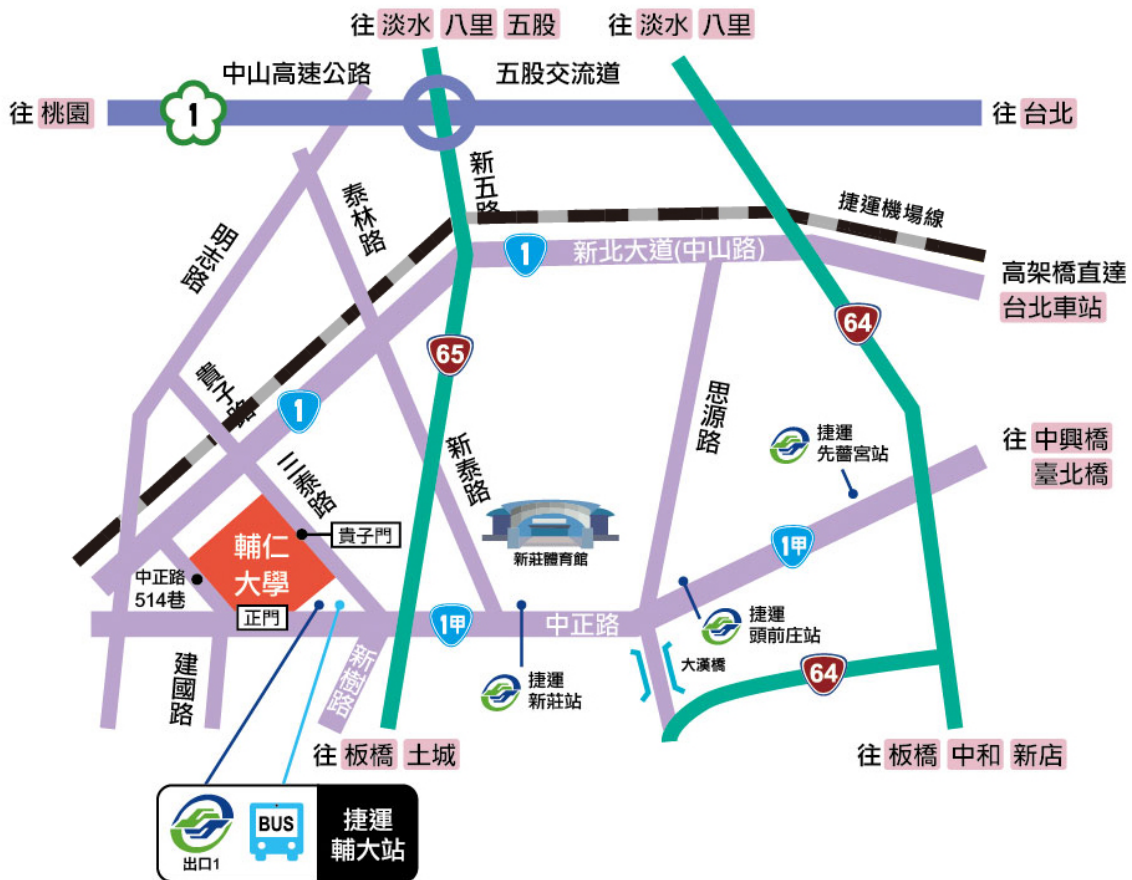 往 淡水 八里 五股
往 淡水 八里
中山高速公路
五股交流道
往 桃園
1
往 台北
新五路
泰林路
捷運機場線
明志路
1
新北大道(中山路)
高架橋直達
台北車站
65
64
貴子路
1
思源路
捷運
先嗇宮站
往 中興橋
臺北橋
新泰路
三泰路
貴子門
新莊體育館
1甲
輔仁
大學
中正路
514巷
正門
1甲
中正路
捷運
頭前庄站
大漢橋
建國路
新樹路
捷運
新莊站
64
往 板橋 土城
往 板橋 中和 新店
出口1
BUS
捷運
輔大站